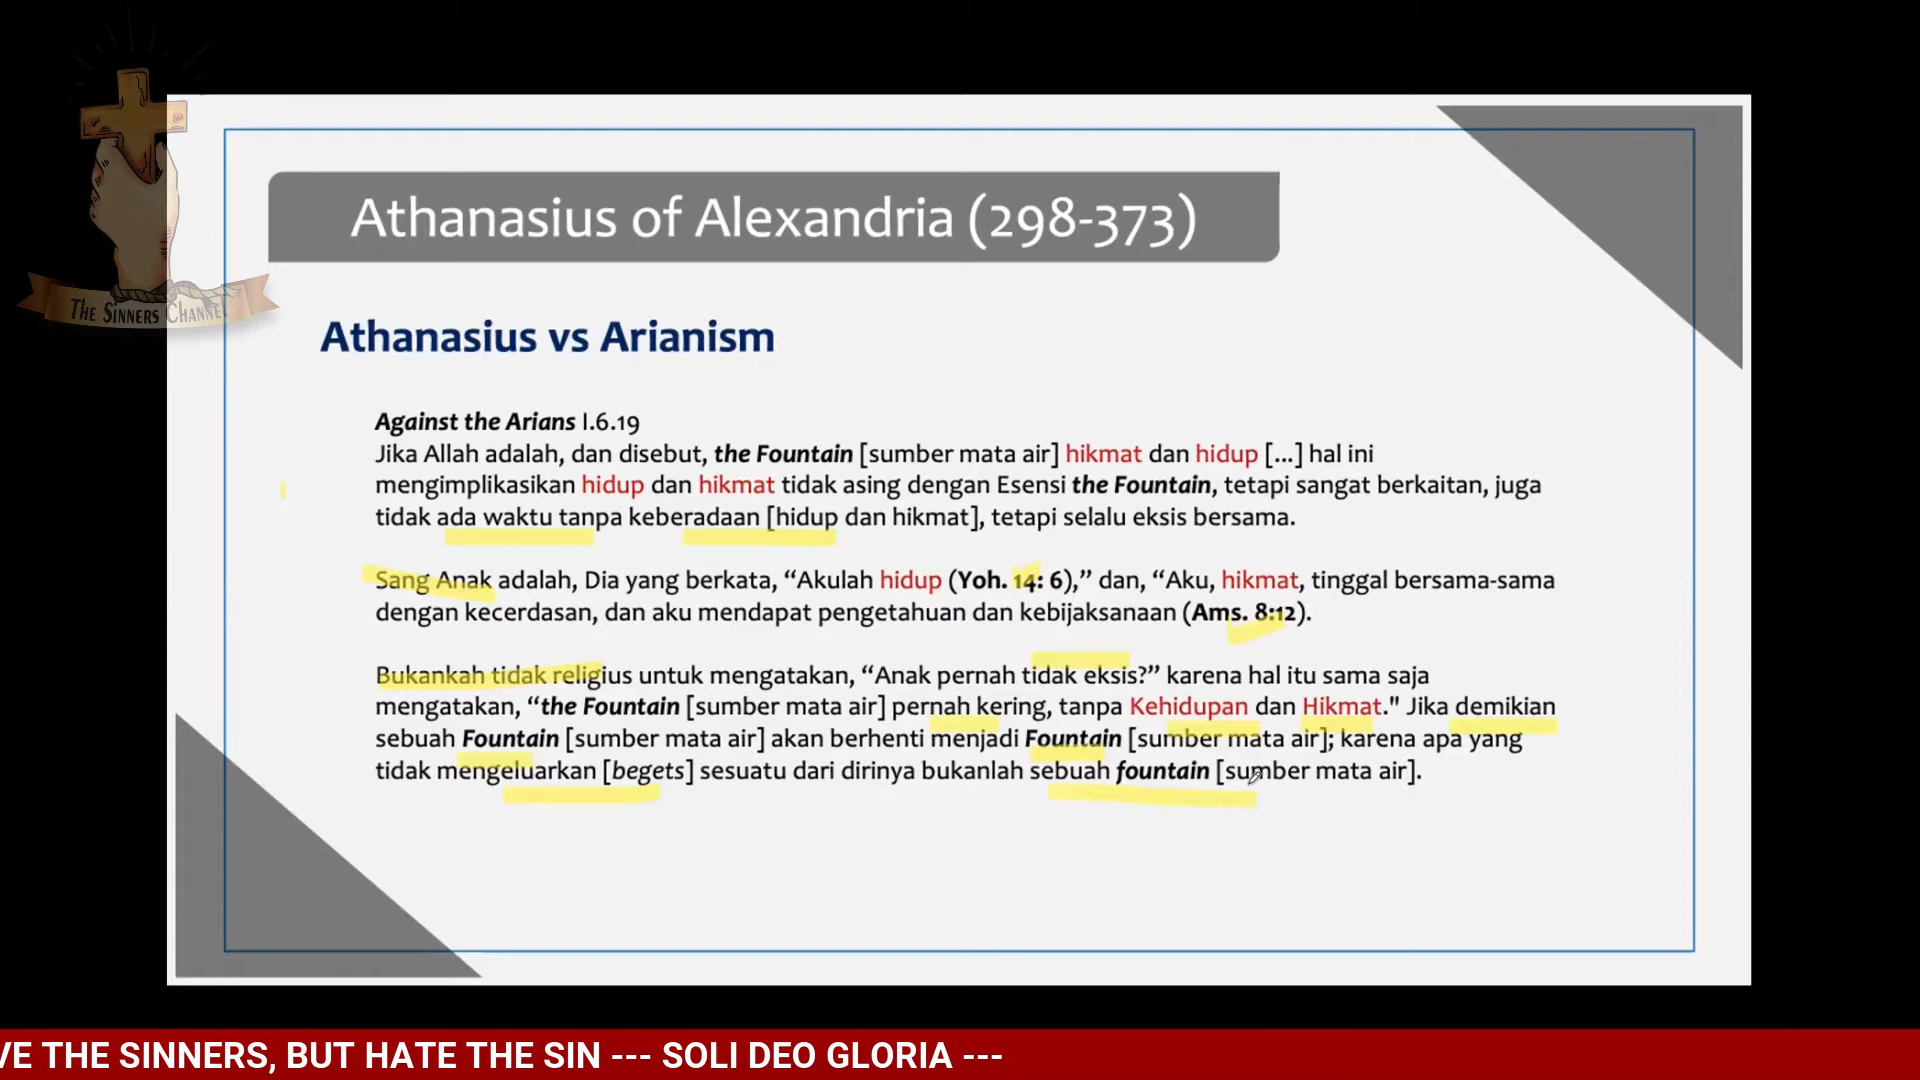 Athanasius of Alexandria (298-373)
THE SINNERS CHANNEL
Athanasius vs Arianism
Against the Arians I.6.19
Jika Allah adalah, dan disebut, the Fountain [sumber mata air] hikmat dan hidup [...] hal ini
mengimplikasikan hidup dan hikmat tidak asing dengan Esensi the Fountain, tetapi sangat berkaitan, juga
tidak ada waktu tanpa keberadaan [hidup dan hikmat], tetapi selalu eksis bersama.
Sang Anak adalah, Dia yang berkata, “Akulah hidup (Yoh. 14: 6),” dan, “Aku, hikmat, tinggal bersama-sama
dengan kecerdasan, dan aku mendapat pengetahuan dan kebijaksanaan (Ams. 8:12).
Bukankah tidak religius untuk mengatakan, “Anak pernah tidak eksis?” karena hal itu sama saja
mengatakan, “the Fountain [sumber mata air] pernah kering, tanpa Kehidupan dan Hikmat." Jika demikian
sebuah Fountain [sumber mata air] akan berhenti menjadi Fountain [sumber mata air]; karena apa yang
tidak mengeluarkan [begets] sesuatu dari dirinya bukanlah sebuah fountain [sumber mata air].
VE THE SINNERS, BUT HATE THE SIN --- SOLI DEO GLORIA ---